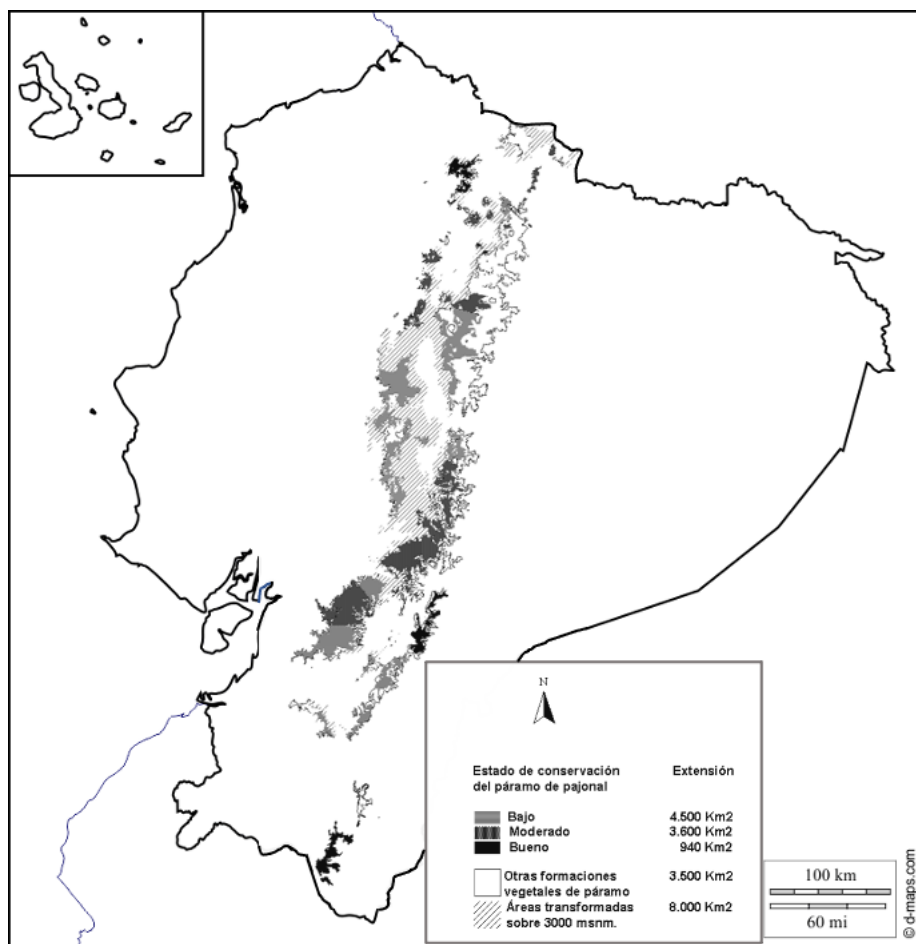 N
Estado de conservación Extensión
del páramo de pajonal
Bajo 4.500 Km2
Moderado 3.600 Km2
Bueno 940 Km2
Otras formaciones 3.500 Km2
vegetales de páramo
Áreas transformadas 8.000 Km2
sobre 3000 msnm.
100 km
60 mi
© d-maps.com